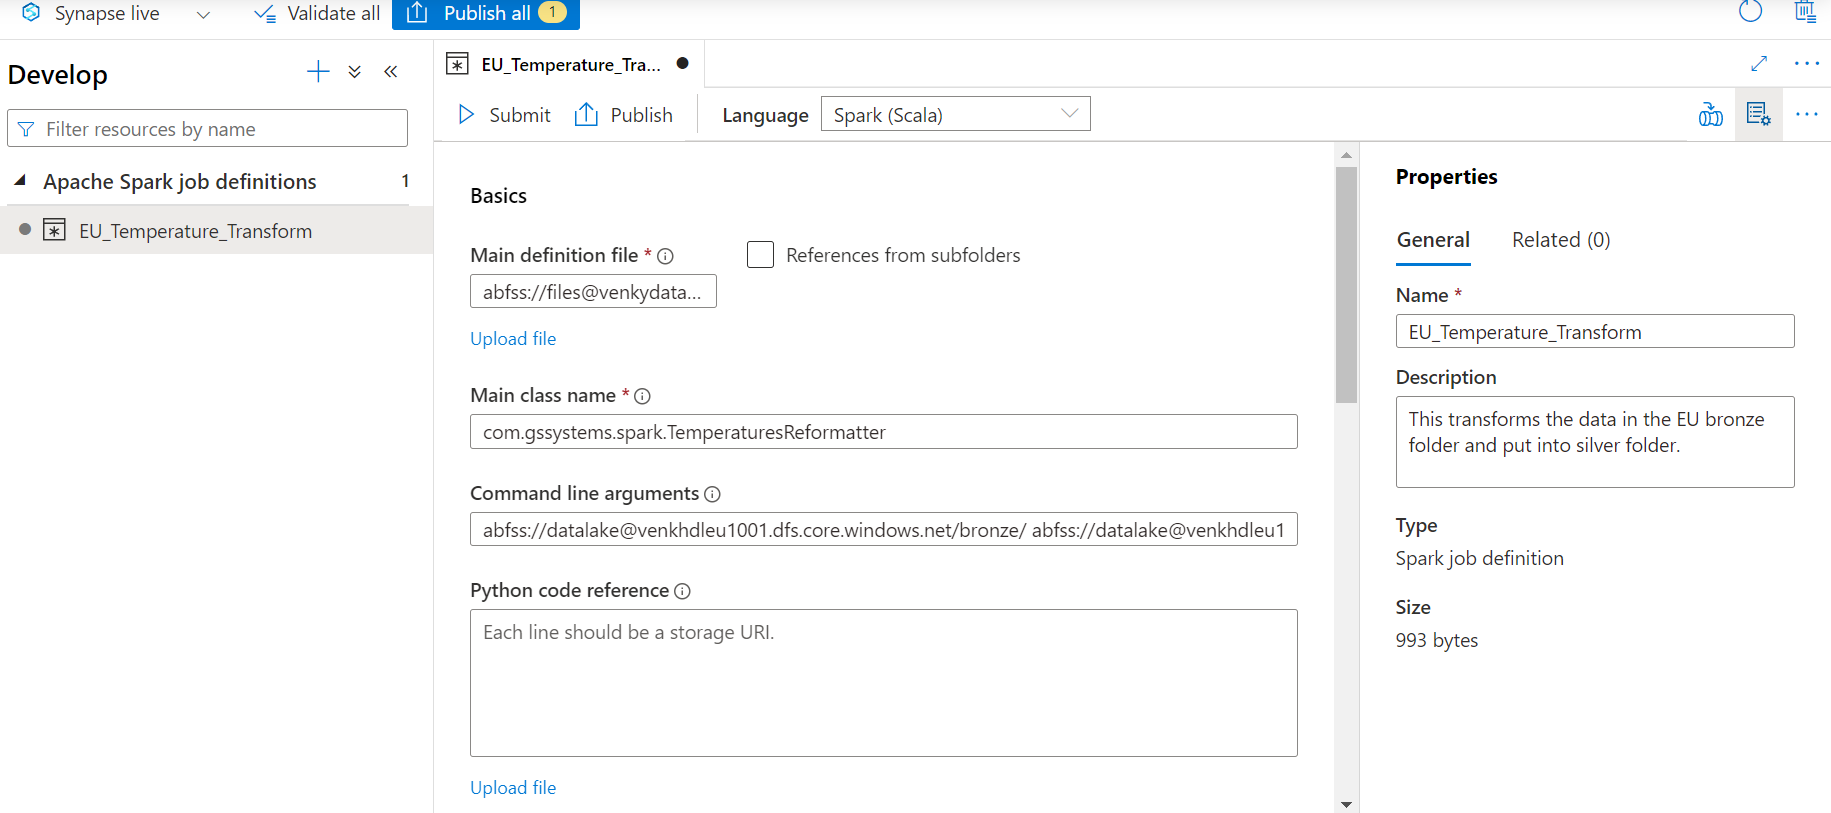 Synapse live
Validate all
Publish all 1
Develop
Filter resources by name
Apache Spark job definitions 1
EU_Temperature_Transform
EU_Temperature_Tra...
Submit
Publish
Language
Spark (Scala)
Basics
Main definition file *
References from subfolders
abfss://files@venkydata...
Upload file
Main class name *
com.gssystems.spark.TemperaturesReformatter
Command line arguments
abfss://datalake@venkhdleu1001.dfs.core.windows.net/bronze/ abfss://datalake@venkhdleu1
Python code reference
Each line should be a storage URI.
Upload file
Properties
General
Related (0)
Name *
EU_Temperature_Transform
Description
This transforms the data in the EU bronze
folder and put into silver folder.
Type
Spark job definition
Size
993 bytes